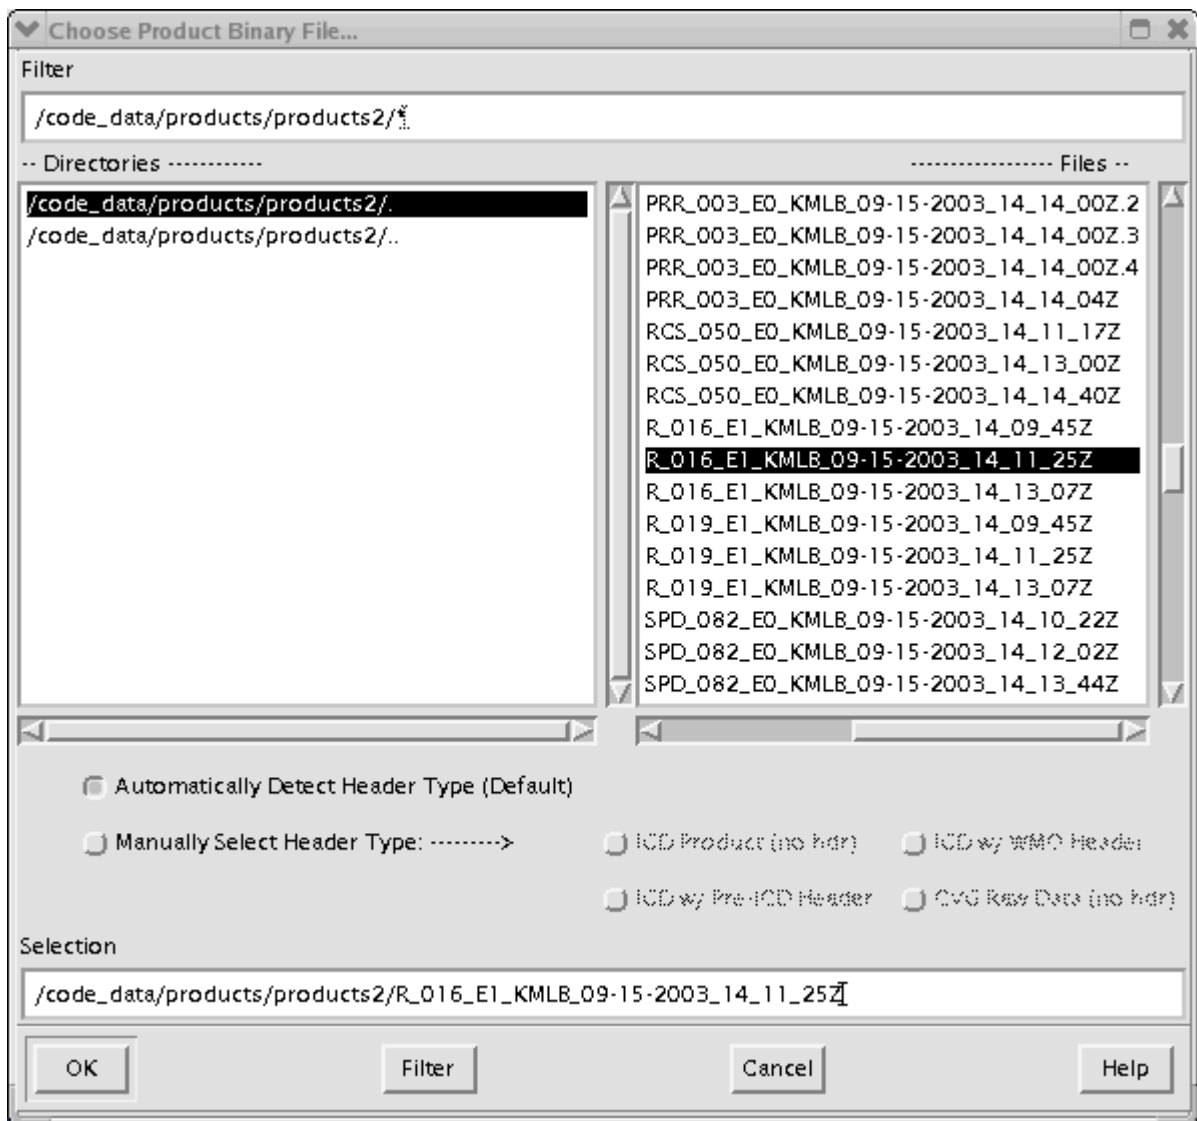 Choose Product Binary File...
Filter
/code_data/products/products2/*
-- Directories ------------
----------------- Files --
/code_data/products/products2/.
/code_data/products/products2/..
PRR_003_E0_KMLB_09-15-2003_14_14_00Z.2
PRR_003_E0_KMLB_09-15-2003_14_14_00Z.3
PRR_003_E0_KMLB_09-15-2003_14_14_00Z.4
PRR_003_E0_KMLB_09-15-2003_14_14_04Z
RCS_050_E0_KMLB_09-15-2003_14_11_17Z
RCS_050_E0_KMLB_09-15-2003_14_13_00Z
RCS_050_E0_KMLB_09-15-2003_14_14_40Z
R_016_E1_KMLB_09-15-2003_14_09_45Z
R_016_E1_KMLB_09-15-2003_14_11_25Z
R_016_E1_KMLB_09-15-2003_14_13_07Z
R_019_E1_KMLB_09-15-2003_14_09_45Z
R_019_E1_KMLB_09-15-2003_14_11_25Z
R_019_E1_KMLB_09-15-2003_14_13_07Z
SPD_082_E0_KMLB_09-15-2003_14_10_22Z
SPD_082_E0_KMLB_09-15-2003_14_12_02Z
SPD_082_E0_KMLB_09-15-2003_14_13_44Z
Automatically Detect Header Type (Default)
Manually Select Header Type: --------->
ICD Product (no hdr)
ICD w/ WMO Header
ICD w/ Pre-ICD Header
CVG Raw Data (no hdr)
Selection
/code_data/products/products2/R_016_E1_KMLB_09-15-2003_14_11_25Z
OK
Filter
Cancel
Help